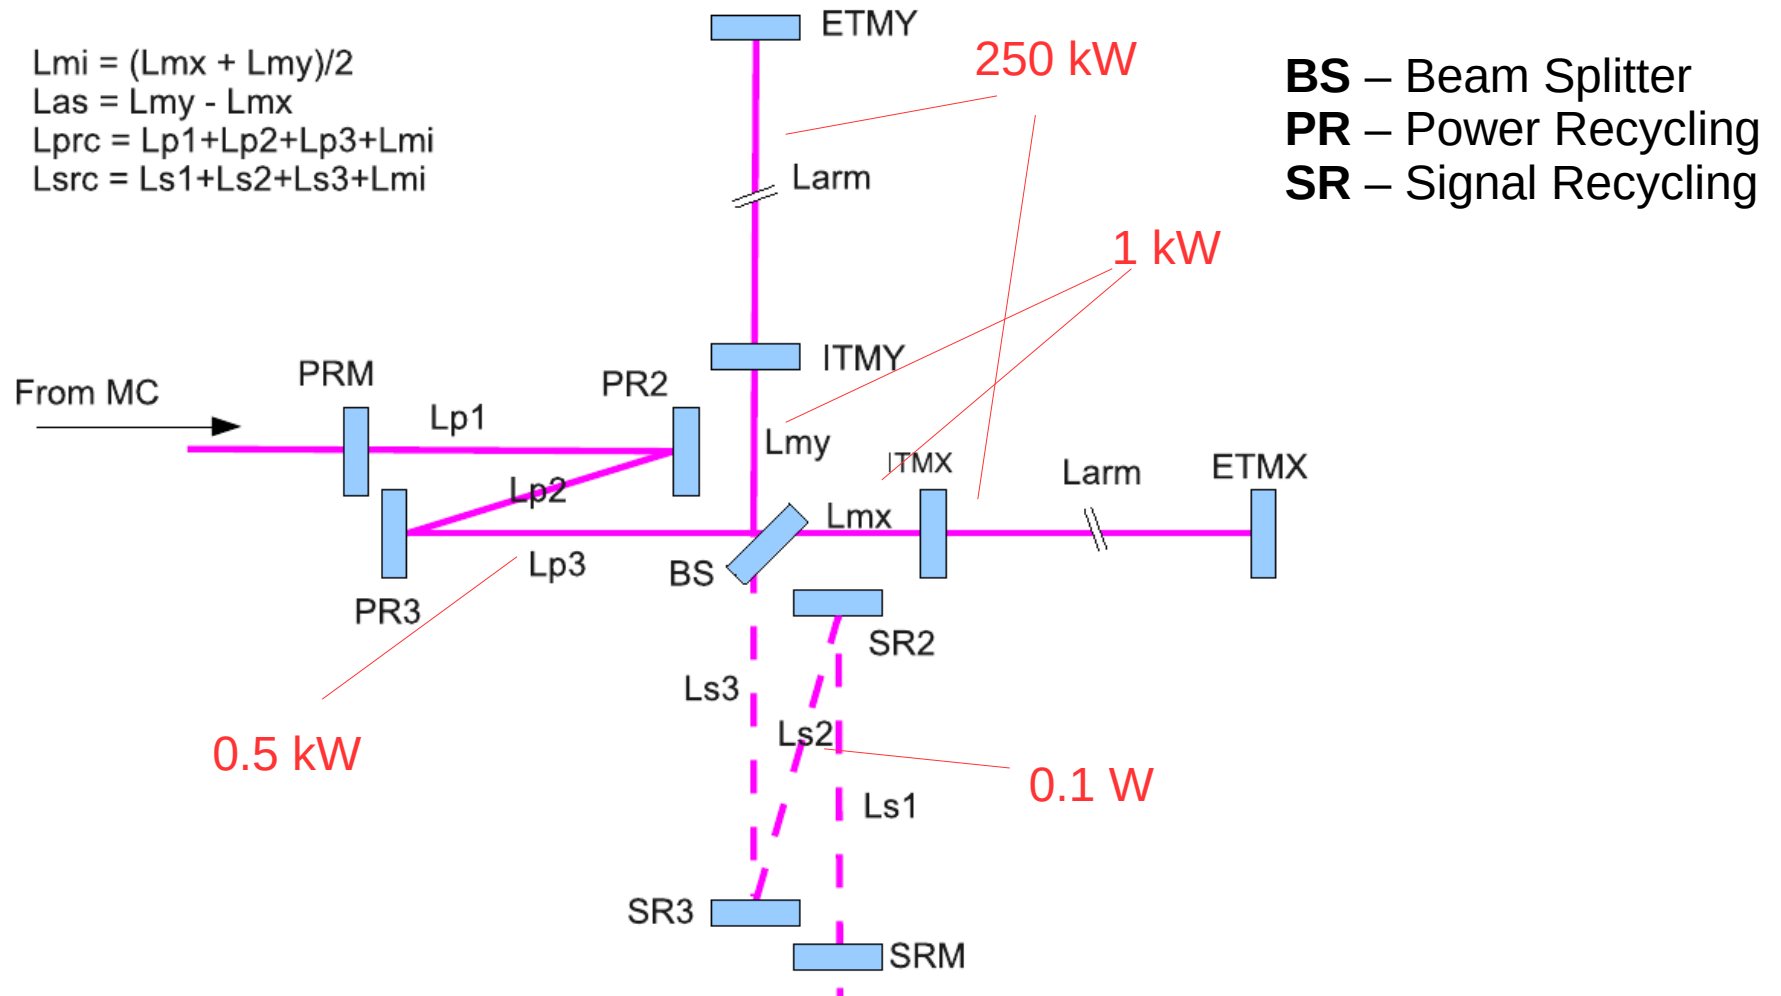 Lmi = (Lmx + Lmy)/2
Las = Lmy - Lmx
Lprc = Lp1+Lp2+Lp3+Lmi
Lsrc = Ls1+Ls2+Ls3+Lmi
ETMY
250 kW
BS – Beam Splitter
PR – Power Recycling
SR – Signal Recycling
Larm
1 kW
ITMY
From MC
PRM
PR2
Lp1
Lmy
ITMX
Larm
ETMX
Lp2
Lmx
Lp3
BS
PR3
SR2
Ls3
Ls2
0.5 kW
0.1 W
Ls1
SR3
SRM